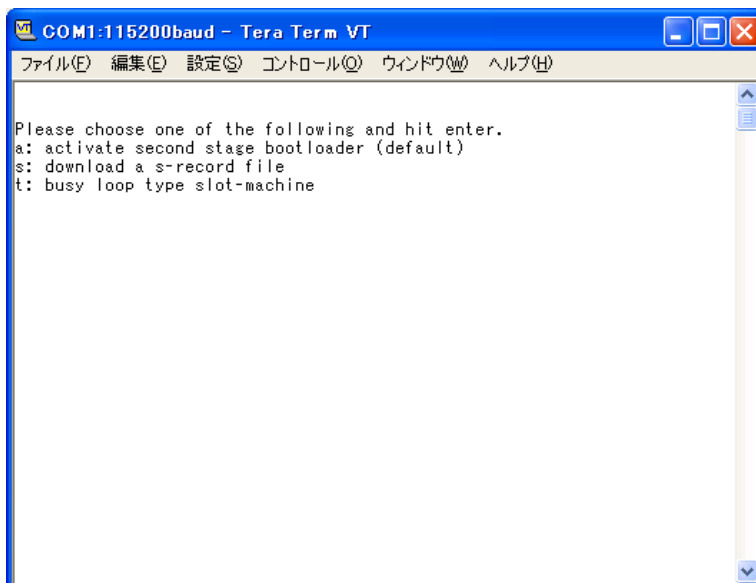 COM1:115200baud - Tera Term VT
ファイル(F) 編集(E) 設定(S) コントロール(O) ウィンドウ(W) ヘルプ(H)
Please choose one of the following and hit enter.
a: activate second stage bootloader (default)
s: download a s-record file
t: busy loop type slot-machine